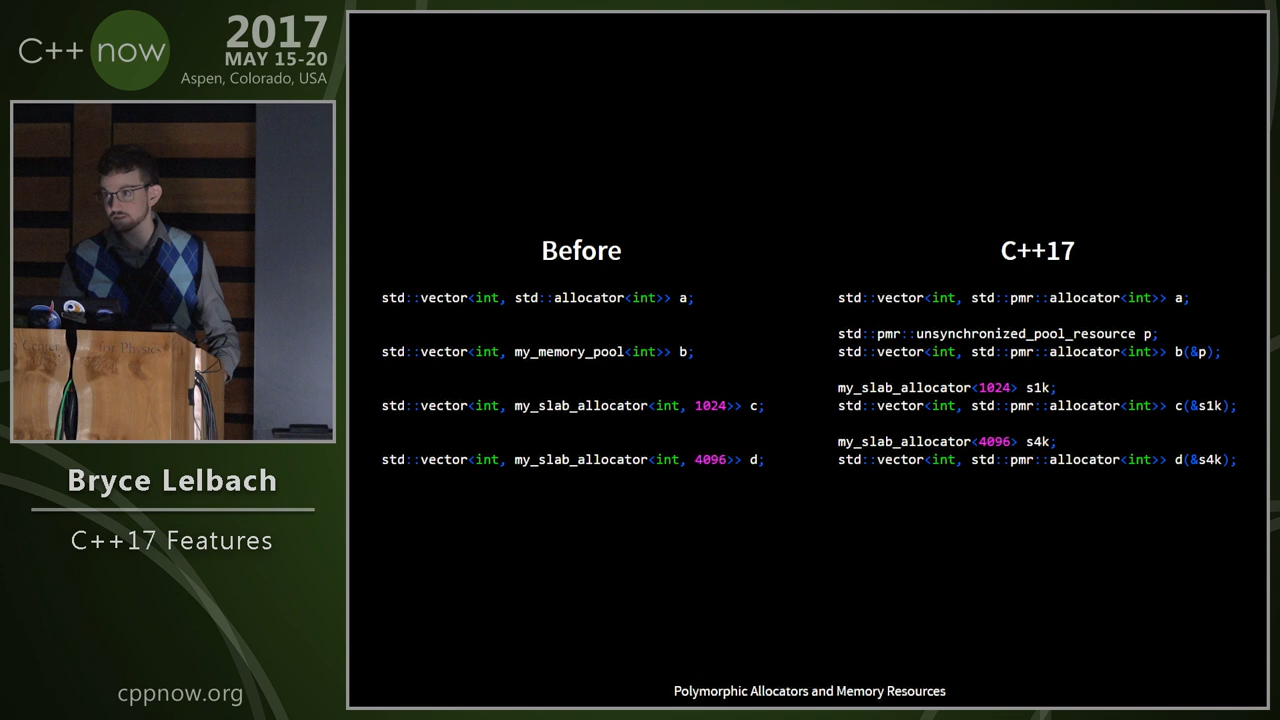 C++ now
2017
MAY 15-20
Aspen, Colorado, USA
Center for Physics
Bryce Lelbach
C++17 Features
cppnow.org
Before
std::vector<int, std::allocator<int>> a;
std::vector<int, my_memory_pool<int>> b;
std::vector<int, my_slab_allocator<int, 1024>> c;
std::vector<int, my_slab_allocator<int, 4096>> d;
C++17
std::vector<int, std::pmr::allocator<int>> a;
std::pmr::unsynchronized_pool_resource p;
std::vector<int, std::pmr::allocator<int>> b(&p);
my_slab_allocator<1024> s1k;
std::vector<int, std::pmr::allocator<int>> c(&s1k);
my_slab_allocator<4096> s4k;
std::vector<int, std::pmr::allocator<int>> d(&s4k);
Polymorphic Allocators and Memory Resources